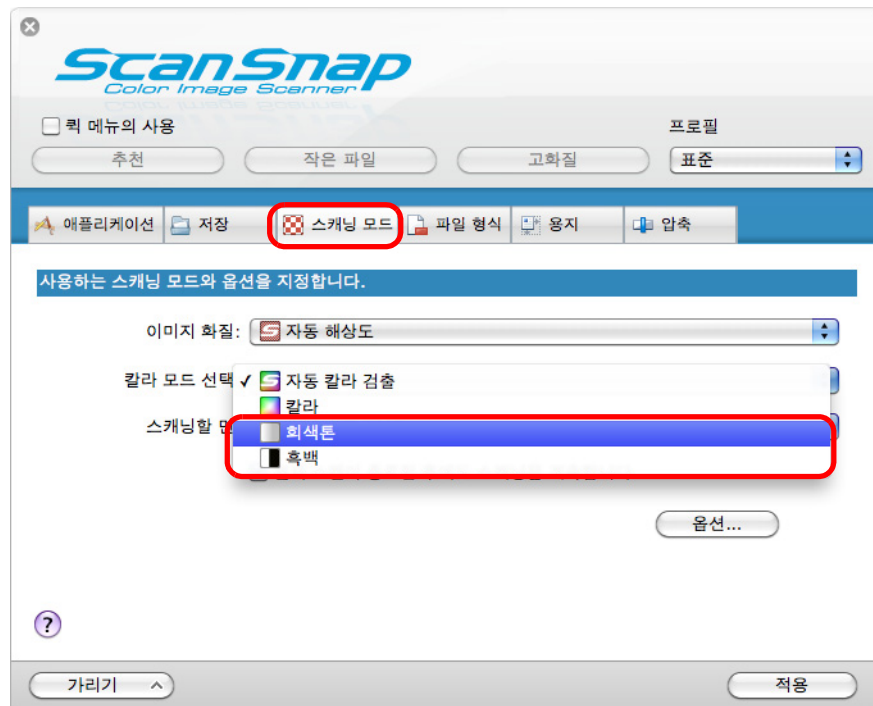 ScanSnap
Color Image Scanner
퀵 메뉴의 사용
프로필
추천
작은 파일
고화질
표준
애플리케이션
저장
스캐닝 모드
파일 형식
용지
압축
사용하는 스캐닝 모드와 옵션을 지정합니다.
이미지 화질:
자동 해상도
칼라 모드 선택
✓ 자동 칼라 검출
칼라
스캐닝할
회색톤
흑백
옵션...
?
가리기
적용